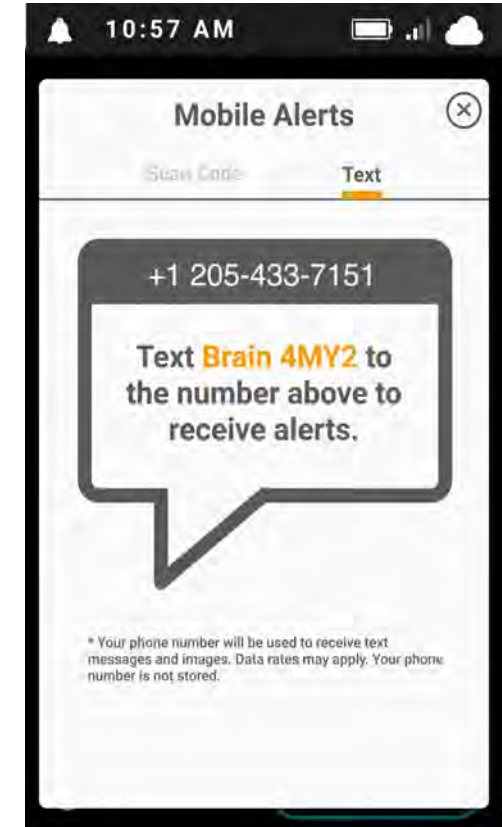 10:57 AM
Mobile Alerts
Scan Code Text
+1 205-433-7151
Text Brain 4MY2 to
the number above to
receive alerts.
* Your phone number will be used to receive text
messages and images. Data rates may apply. Your phone
number is not stored.